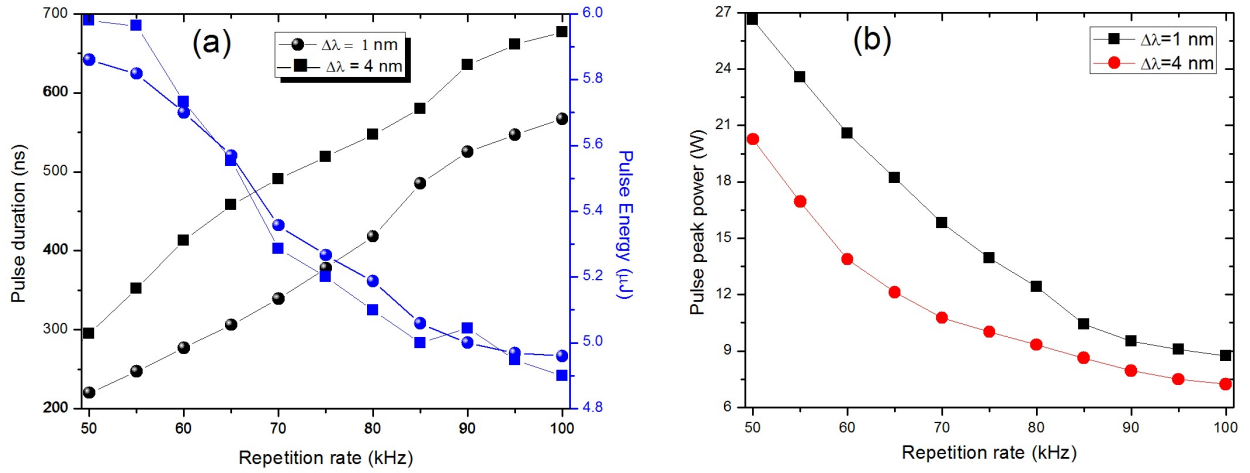 (a)
Δλ = 1 nm
Δλ = 4 nm
Pulse duration (ns)
700
600
500
400
300
200
Pulse Energy (μJ)
6.0
5.8
5.6
5.4
5.2
5.0
4.8
50 60 70 80 90 100
Repetition rate (kHz)
(b)
Δλ=1 nm
Δλ=4 nm
Pulse peak power (W)
27
24
21
18
15
12
9
6
50 60 70 80 90 100
Repetition rate (kHz)